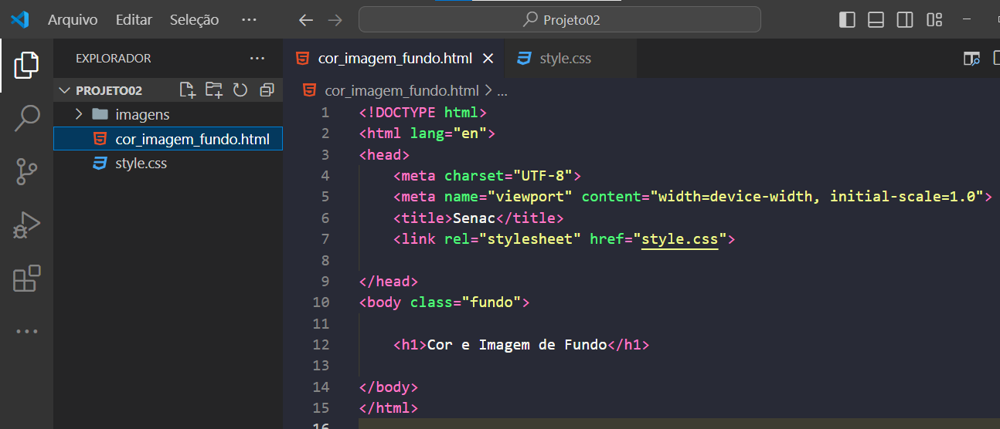 Arquivo Editar Seleção ··· Projeto02
EXPLORADOR ···
PROJETO02
imagens
cor_imagem_fundo.html
style.css
cor_imagem_fundo.html style.css
cor_imagem_fundo.html > ...
1 <!DOCTYPE html>
2 <html lang="en">
3 <head>
4 <meta charset="UTF-8">
5 <meta name="viewport" content="width=device-width, initial-scale=1.0">
6 <title>Senac</title>
7 <link rel="stylesheet" href="style.css">
8
9 </head>
10 <body class="fundo">
11
12 <h1>Cor e Imagem de Fundo</h1>
13
14 </body>
15 </html>
16